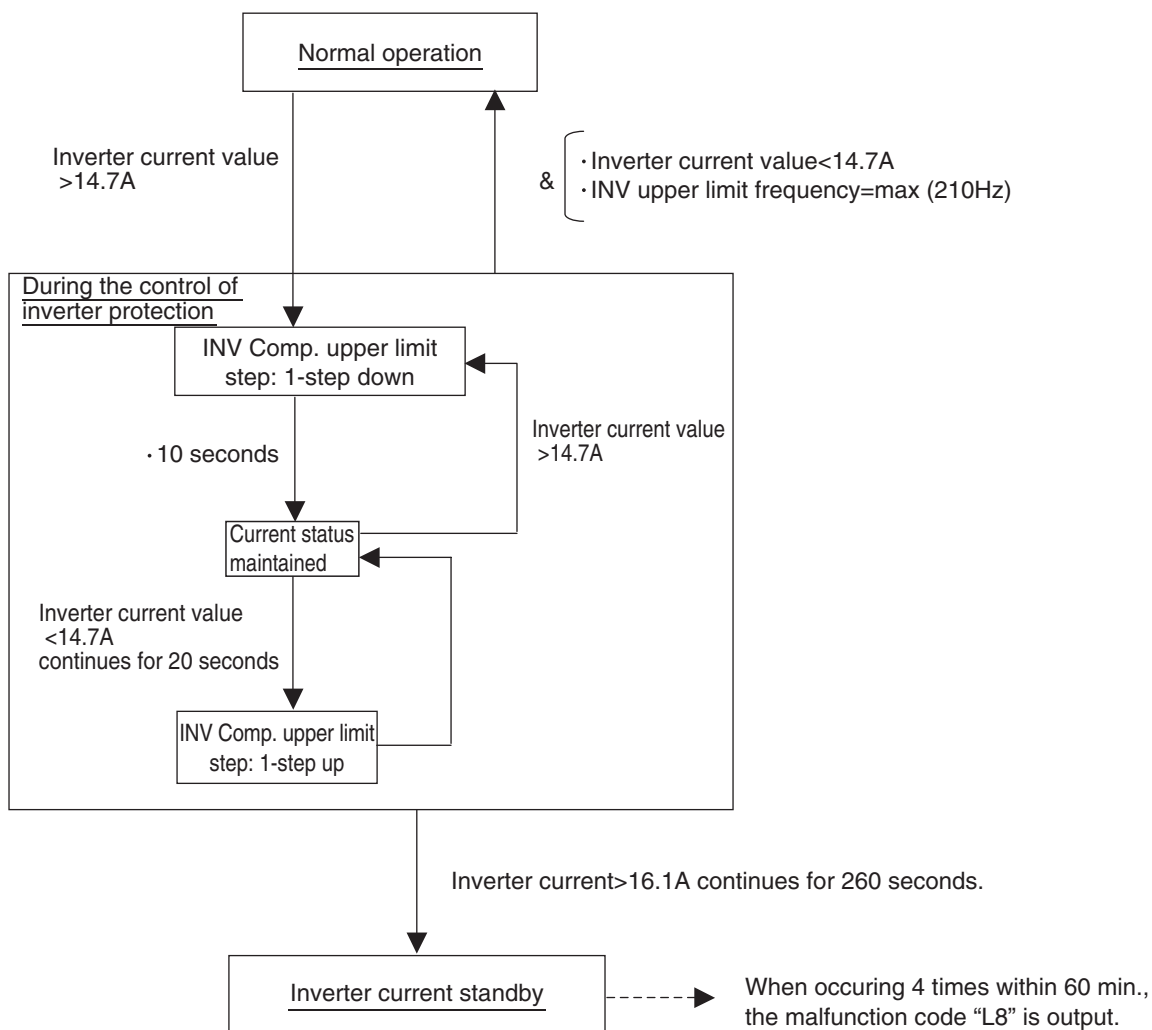 Normal operation
Inverter current value
>14.7A
&
· Inverter current value<14.7A
· INV upper limit frequency=max (210Hz)
During the control of
inverter protection
INV Comp. upper limit
step: 1-step down
· 10 seconds
Inverter current value
>14.7A
Current status
maintained
Inverter current value
<14.7A
continues for 20 seconds
INV Comp. upper limit
step: 1-step up
Inverter current>16.1A continues for 260 seconds.
Inverter current standby
When occuring 4 times within 60 min.,
the malfunction code “L8” is output.